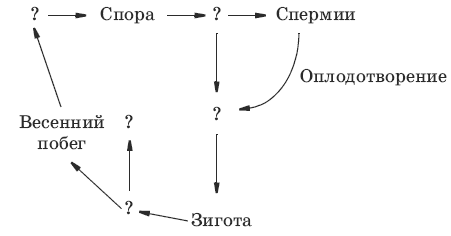 ? Спора ? Спермии
Оплодотворение
?
Весенний
побег
?
?
Зигота